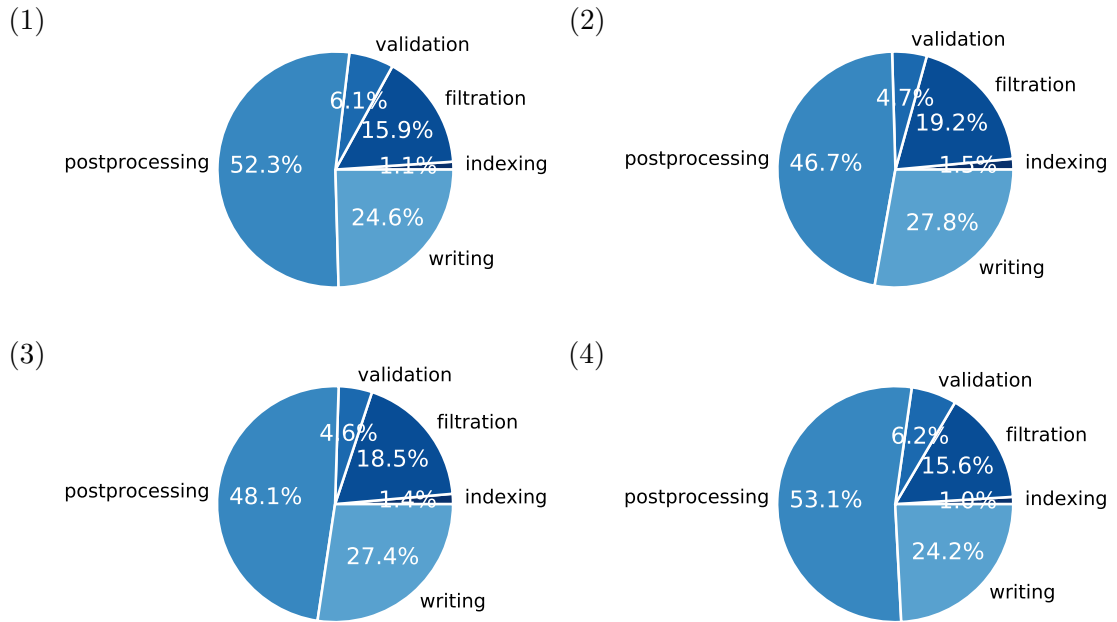 (1)
validation
6.1%
filtration
15.9%
postprocessing
52.3%
1.1%
indexing
24.6%
writing
(2)
validation
4.7%
filtration
19.2%
postprocessing
46.7%
1.5%
indexing
27.8%
writing
(3)
validation
4.6%
filtration
18.5%
postprocessing
48.1%
1.4%
indexing
27.4%
writing
(4)
validation
6.2%
filtration
15.6%
postprocessing
53.1%
1.0%
indexing
24.2%
writing